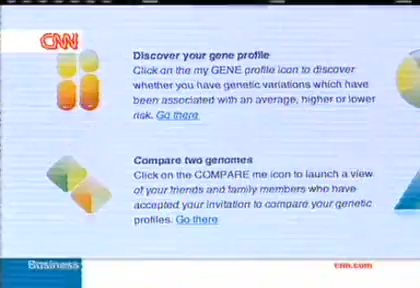 CNN
Discover your gene profile
Click on the my GENE profile icon to discover
whether you have genetic variations which have
been associated with an average, higher or lower
risk. Go there
Compare two genomes
Click on the COMPARE me icon to launch a view
of your friends and family members who have
accepted your invitation to compare your genetic
profiles. Go there
Business
cnn.com